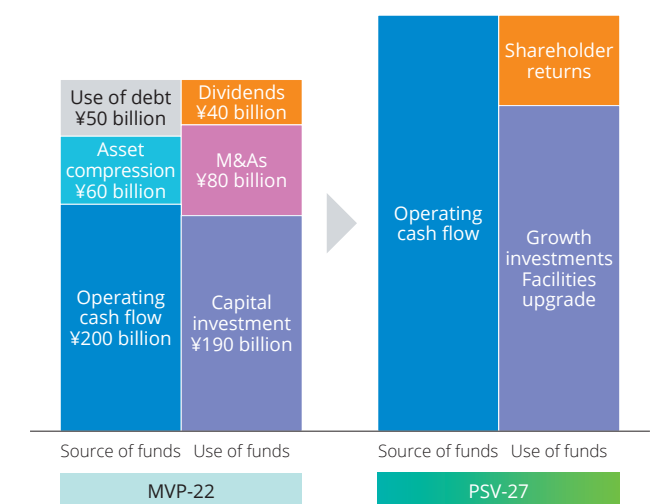 Use of debt
¥50 billion
Asset
compression
¥60 billion
Operating
cash flow
¥200 billion
Dividends
¥40 billion
M&As
¥80 billion
Capital
investment
¥190 billion
Source of funds
Use of funds
MVP-22
Operating
cash flow
Shareholder
returns
Growth
investments
Facilities
upgrade
Source of funds
Use of funds
PSV-27